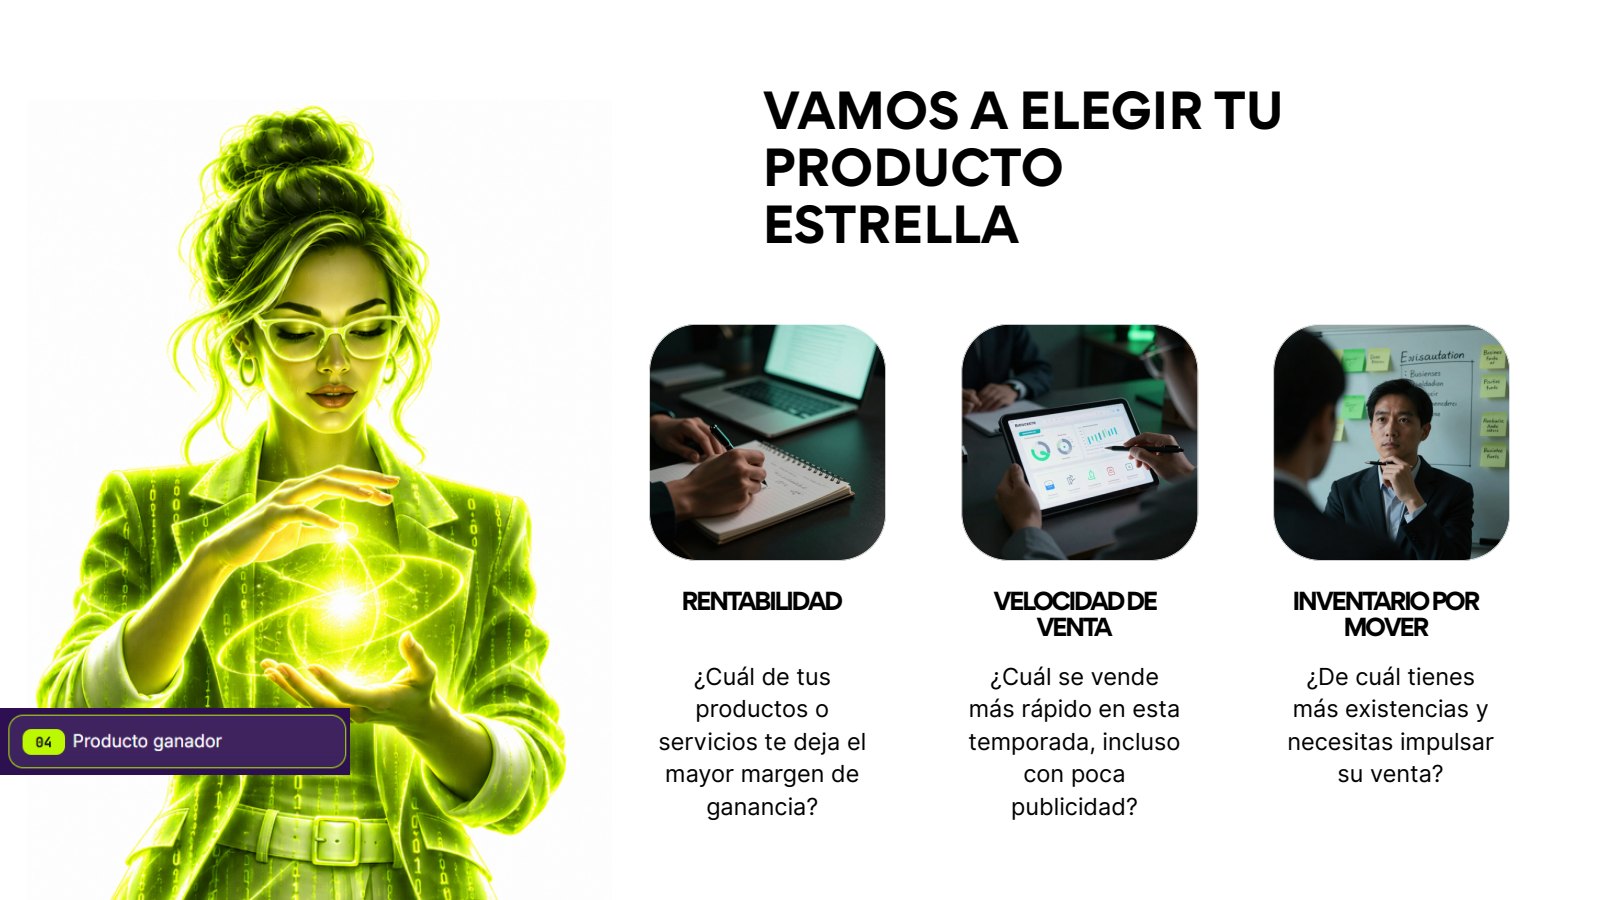 VAMOS A ELEGIR TU
PRODUCTO
ESTRELLA
RENTABILIDAD
¿Cuál de tus
productos o
servicios te deja el
mayor margen de
ganancia?
VELOCIDAD DE
VENTA
¿Cuál se vende
más rápido en esta
temporada, incluso
con poca
publicidad?
INVENTARIO POR
MOVER
¿De cuál tienes
más existencias y
necesitas impulsar
su venta?
04 Producto ganador
Exisautation